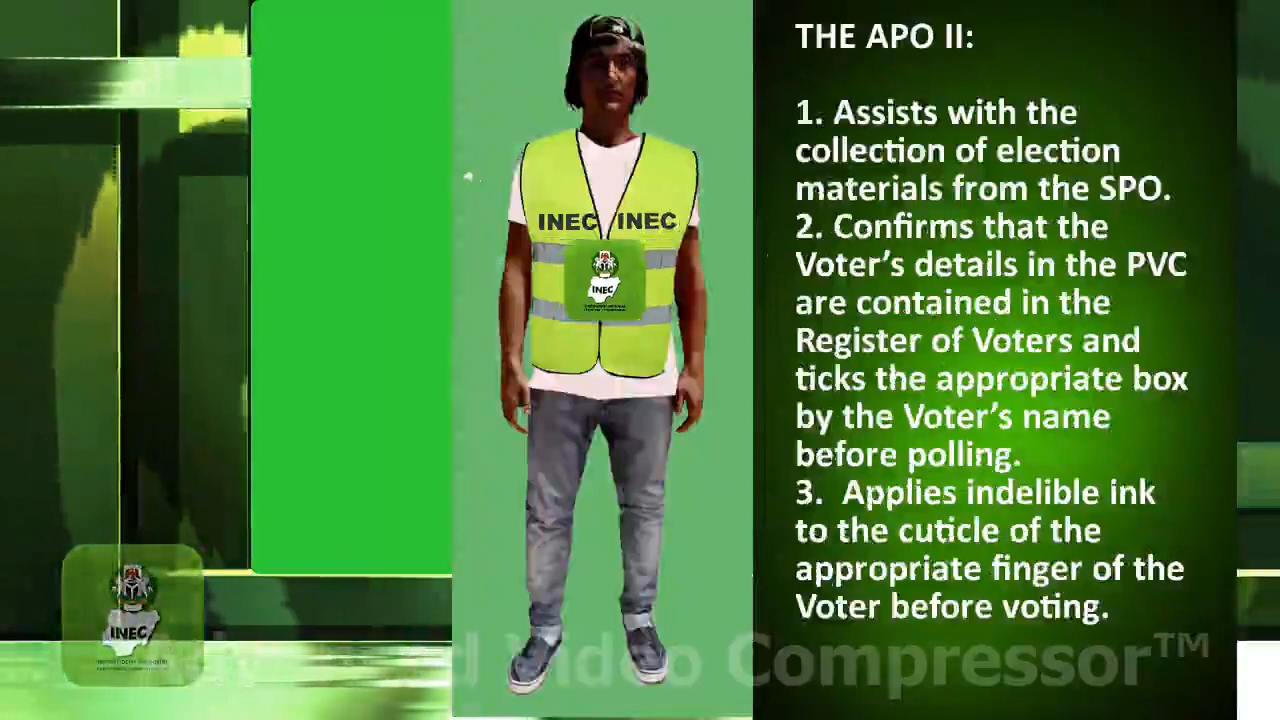 THE APO II:
1. Assists with the
collection of election
materials from the SPO.
2. Confirms that the
Voter's details in the PVC
are contained in the
Register of Voters and
ticks the appropriate box
by the Voter's name
before polling.
3.  Applies indelible ink
to the cuticle of the
appropriate finger of the
Voter before voting.
INEC INEC
INEC
INEC
Video Compressor™